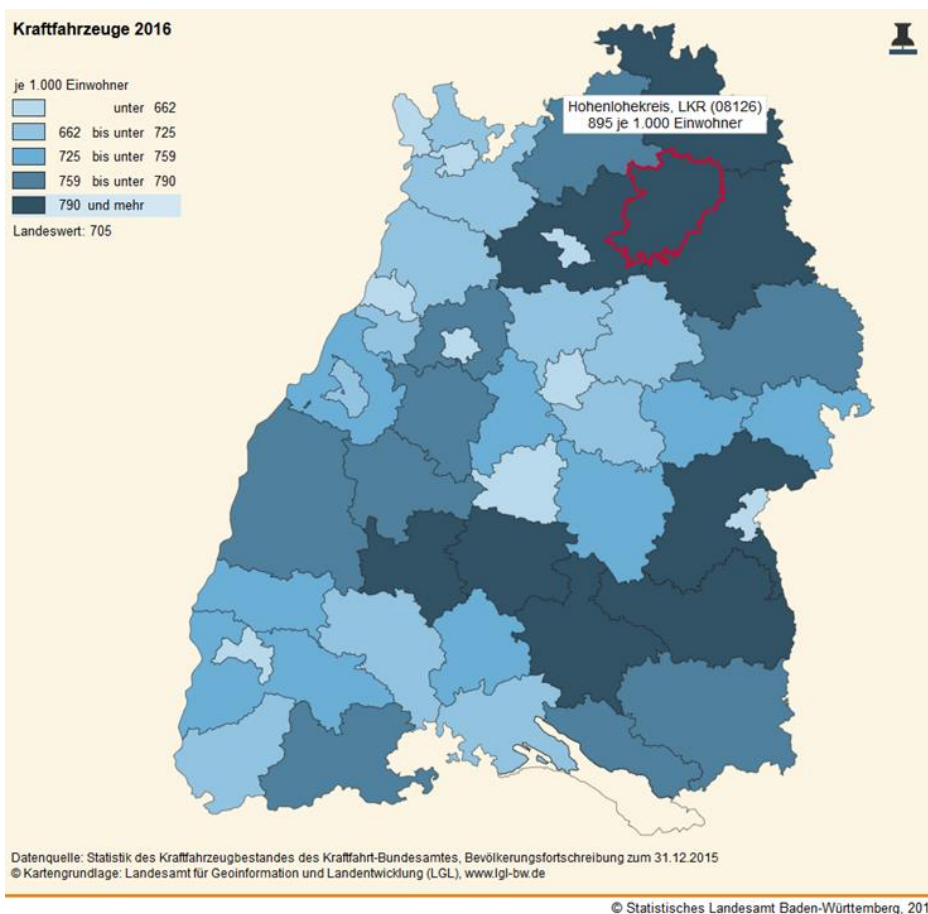 Kraftfahrzeuge 2016
je 1.000 Einwohner
unter 662
662 bis unter 725
725 bis unter 759
759 bis unter 790
790 und mehr
Landeswert: 705
Hohenlohekreis, LKR (08126)
895 je 1.000 Einwohner
Datenquelle: Statistik des Kraftfahrzeugbestandes des Kraftfahrt-Bundesamtes, Bevölkerungsfortschreibung zum 31.12.2015
© Kartengrundlage: Landesamt für Geoinformation und Landentwicklung (LGL), www.lgl-bw.de
© Statistisches Landesamt Baden-Württemberg, 201